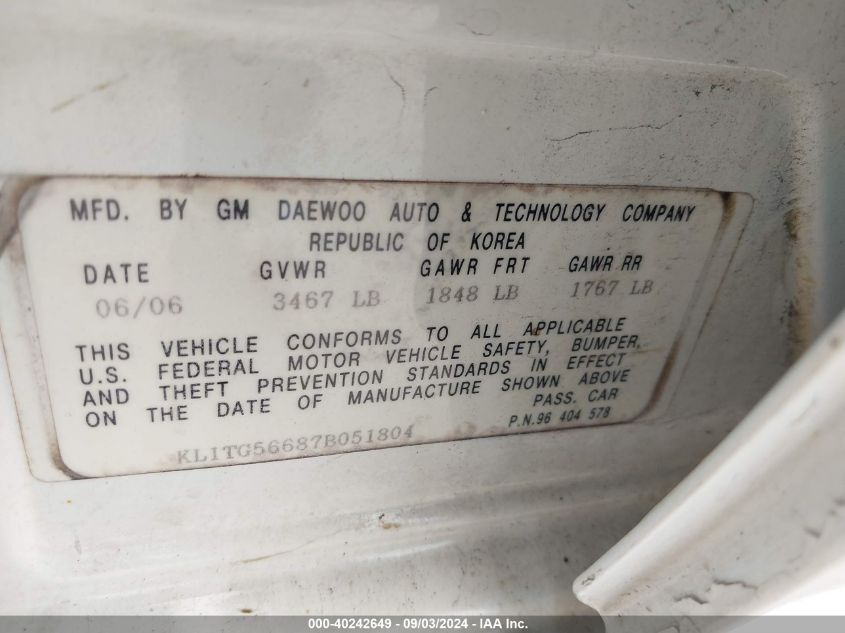 MFD. BY GM DAEWOO AUTO & TECHNOLOGY COMPANY
REPUBLIC OF KOREA
DATE GVWR GAWR FRT GAWR RR
06/06 3467 LB 1848 LB 1767 LB
THIS VEHICLE CONFORMS TO ALL APPLICABLE
U.S. FEDERAL MOTOR VEHICLE SAFETY, BUMPER,
AND THEFT PREVENTION STANDARDS IN EFFECT
ON THE DATE OF MANUFACTURE SHOWN ABOVE
PASS. CAR
KL1TG56687B051804 P.N.96 404 578
000-40242649 - 09/03/2024 - IAA Inc.